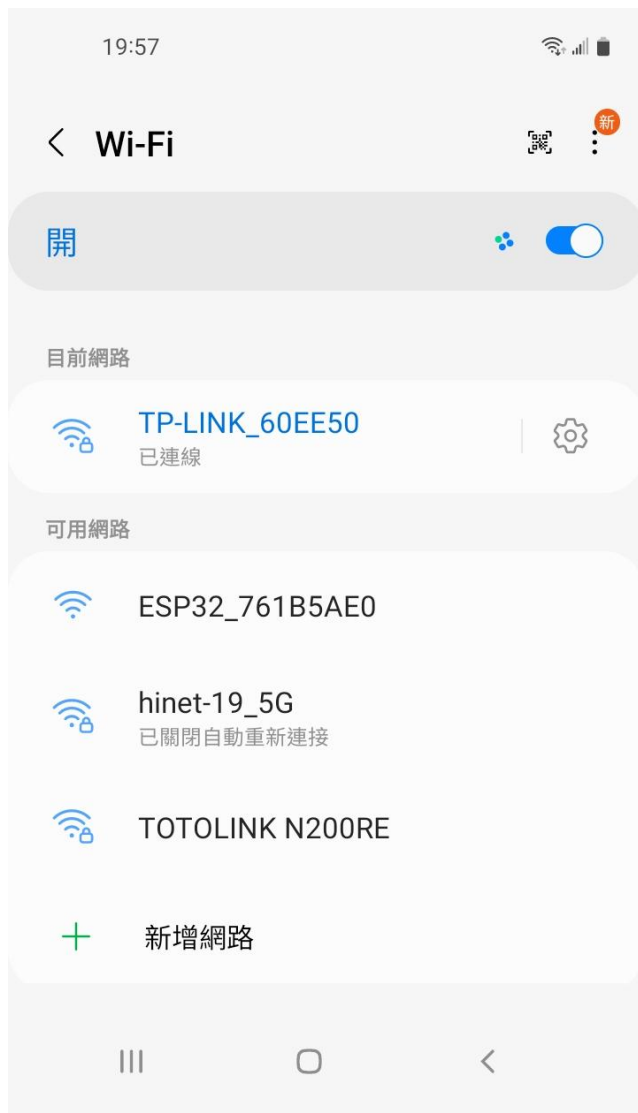 19:57
Wi-Fi
新
開
目前網路
TP-LINK_60EE50
已連線
可用網路
ESP32_761B5AE0
hinet-19_5G
已關閉自動重新連接
TOTOLINK N200RE
新增網路